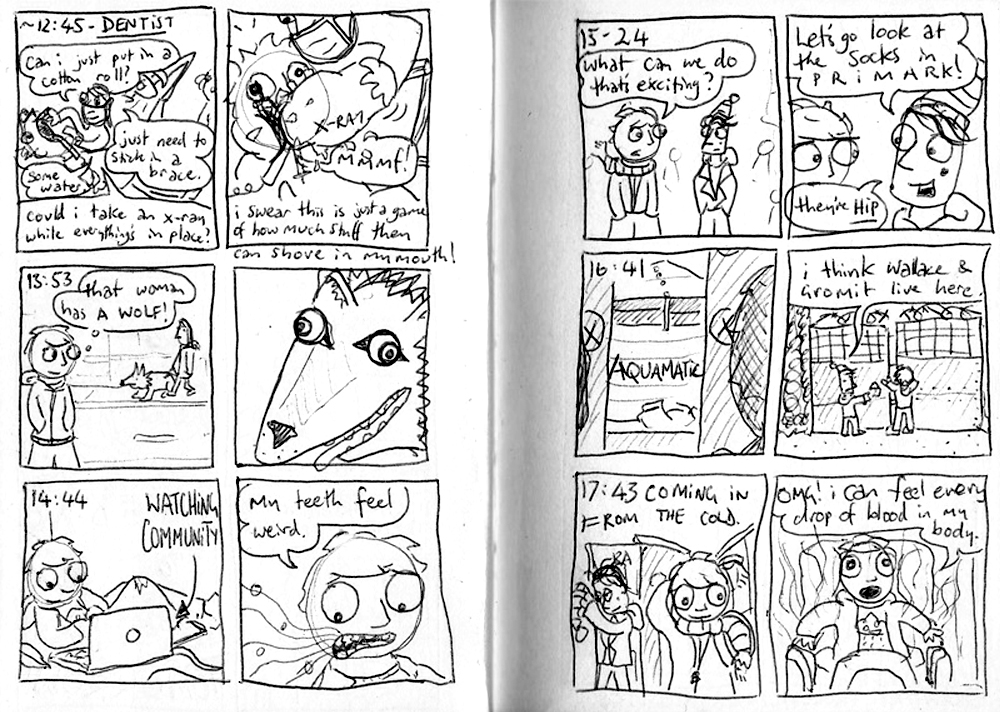 ~12:45 - DENTIST
Can i just put in a
cotton roll?
just need to
stick in a
brace.
Some
water
could i take an x-ray
while everything's in place?
X-RAY
MMMf!
i swear this is just a game
of how much stuff then
can shove in my mouth!
13:53
that woman
has A WOLF!
14:44
WATCHING
COMMUNITY
My teeth feel
weird.
15-24
what can we do
thats exciting?
Let's go look at
the Socks in
PRiMARK!
they're HiP
16:41
AQUAMATIC
i think Wallace &
Gromit live here.
17:43 COMING IN
FROM THE COLD.
OMG! i can feel every
drop of blood in my
body.